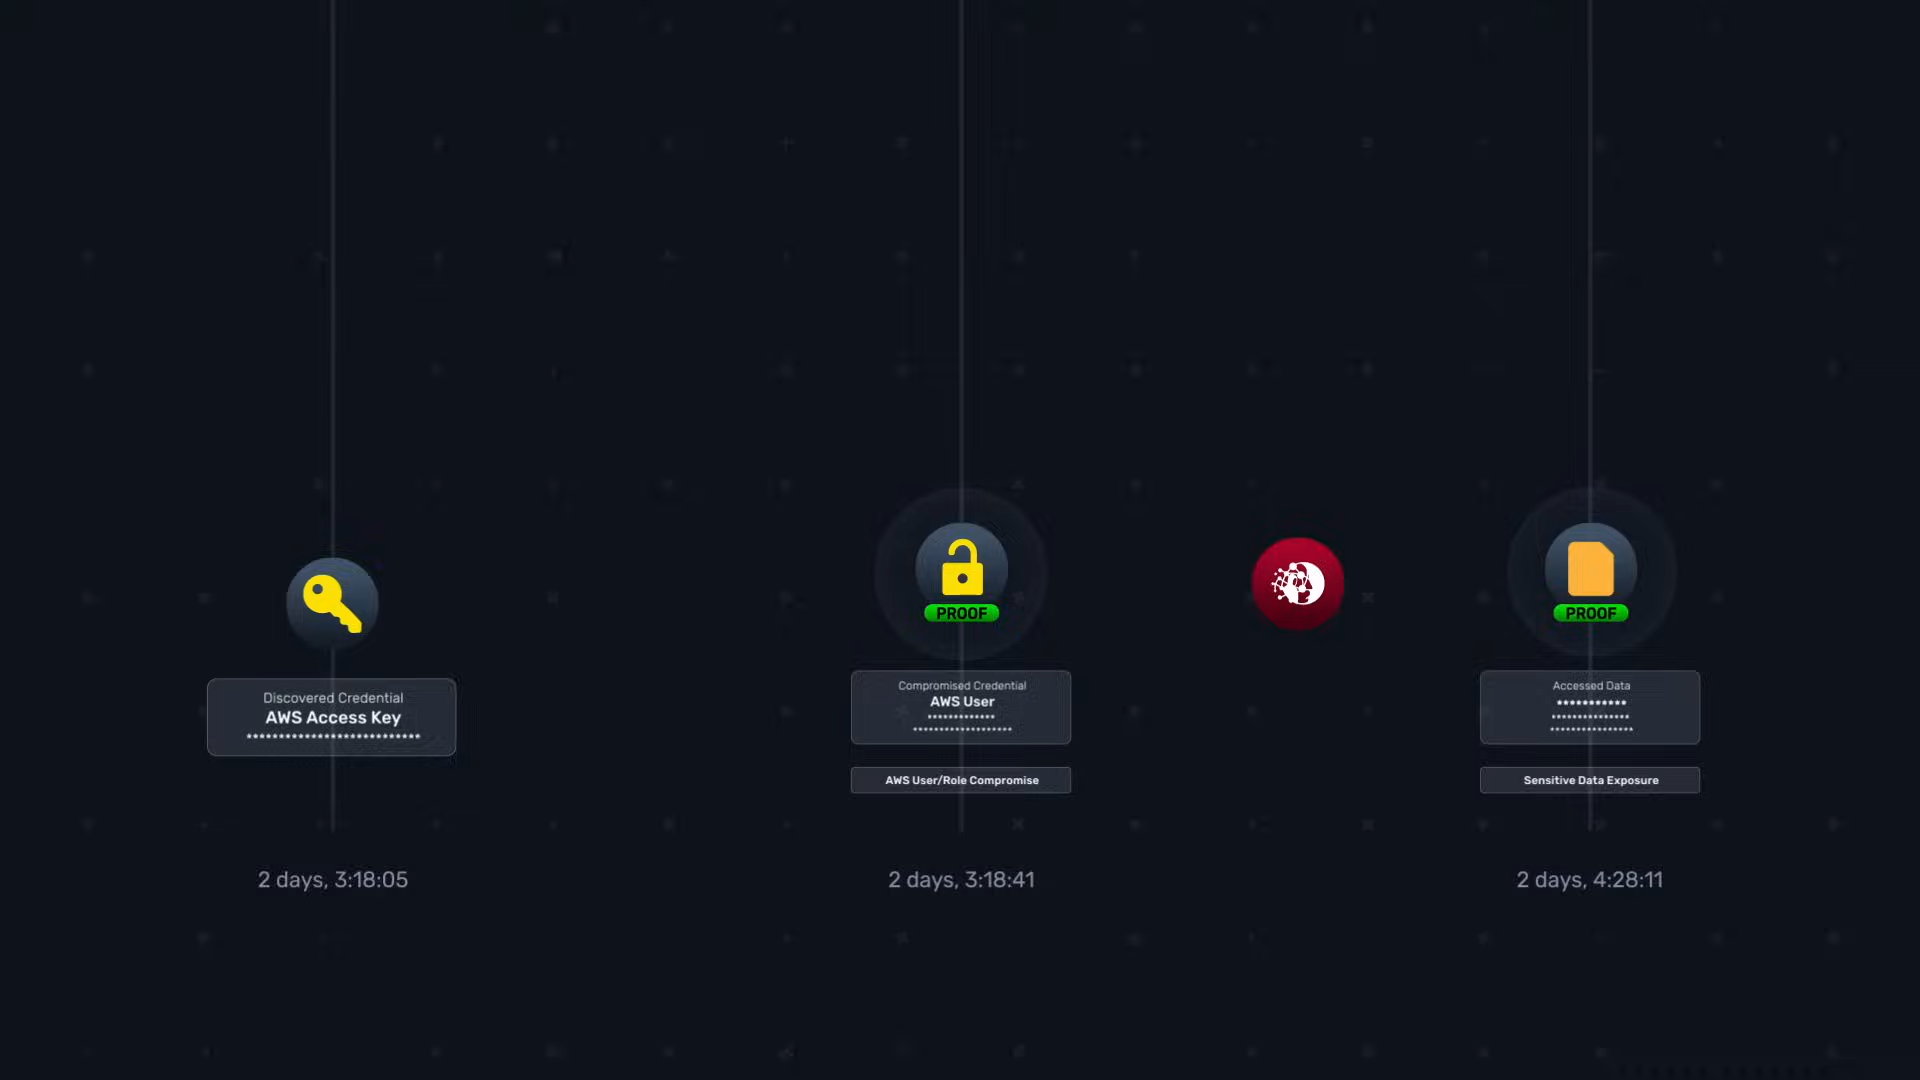 PROOF
PROOF
Discovered Credential
AWS Access Key
***************************
Compromised Credential
AWS User
*************
*******************
Accessed Data
***********
***************
****************
AWS User/Role Compromise
Sensitive Data Exposure
2 days, 3:18:05
2 days, 3:18:41
2 days, 4:28:11